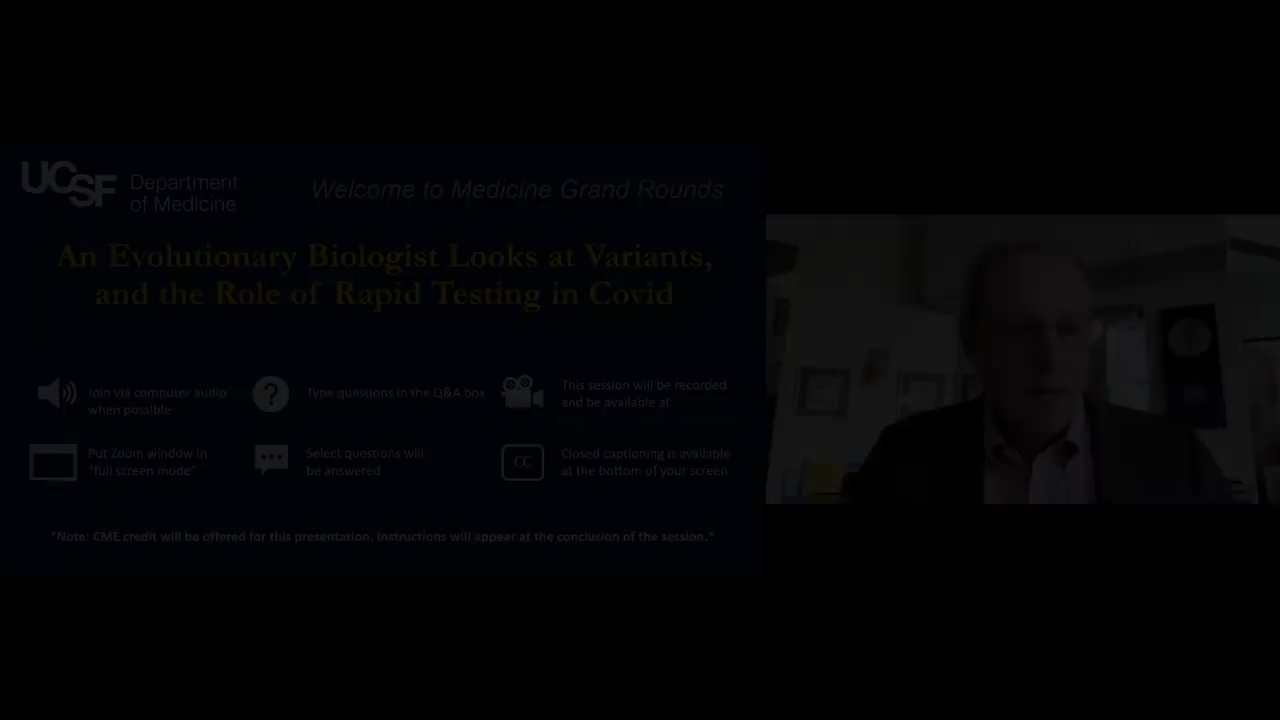 UCSF
Department
of Medicine
Welcome to Medicine Grand Rounds
An Evolutionary Biologist Looks at Variants,
and the Role of Rapid Testing in Covid
Join via computer audio
when possible
?
Type questions in the Q&A box
This session will be recorded
and be available at
Put Zoom window in
"full screen mode"
Select questions will
be answered
CC
Closed captioning is available
at the bottom of your screen
*Note: CME credit will be offered for this presentation. Instructions will appear at the conclusion of the session.*